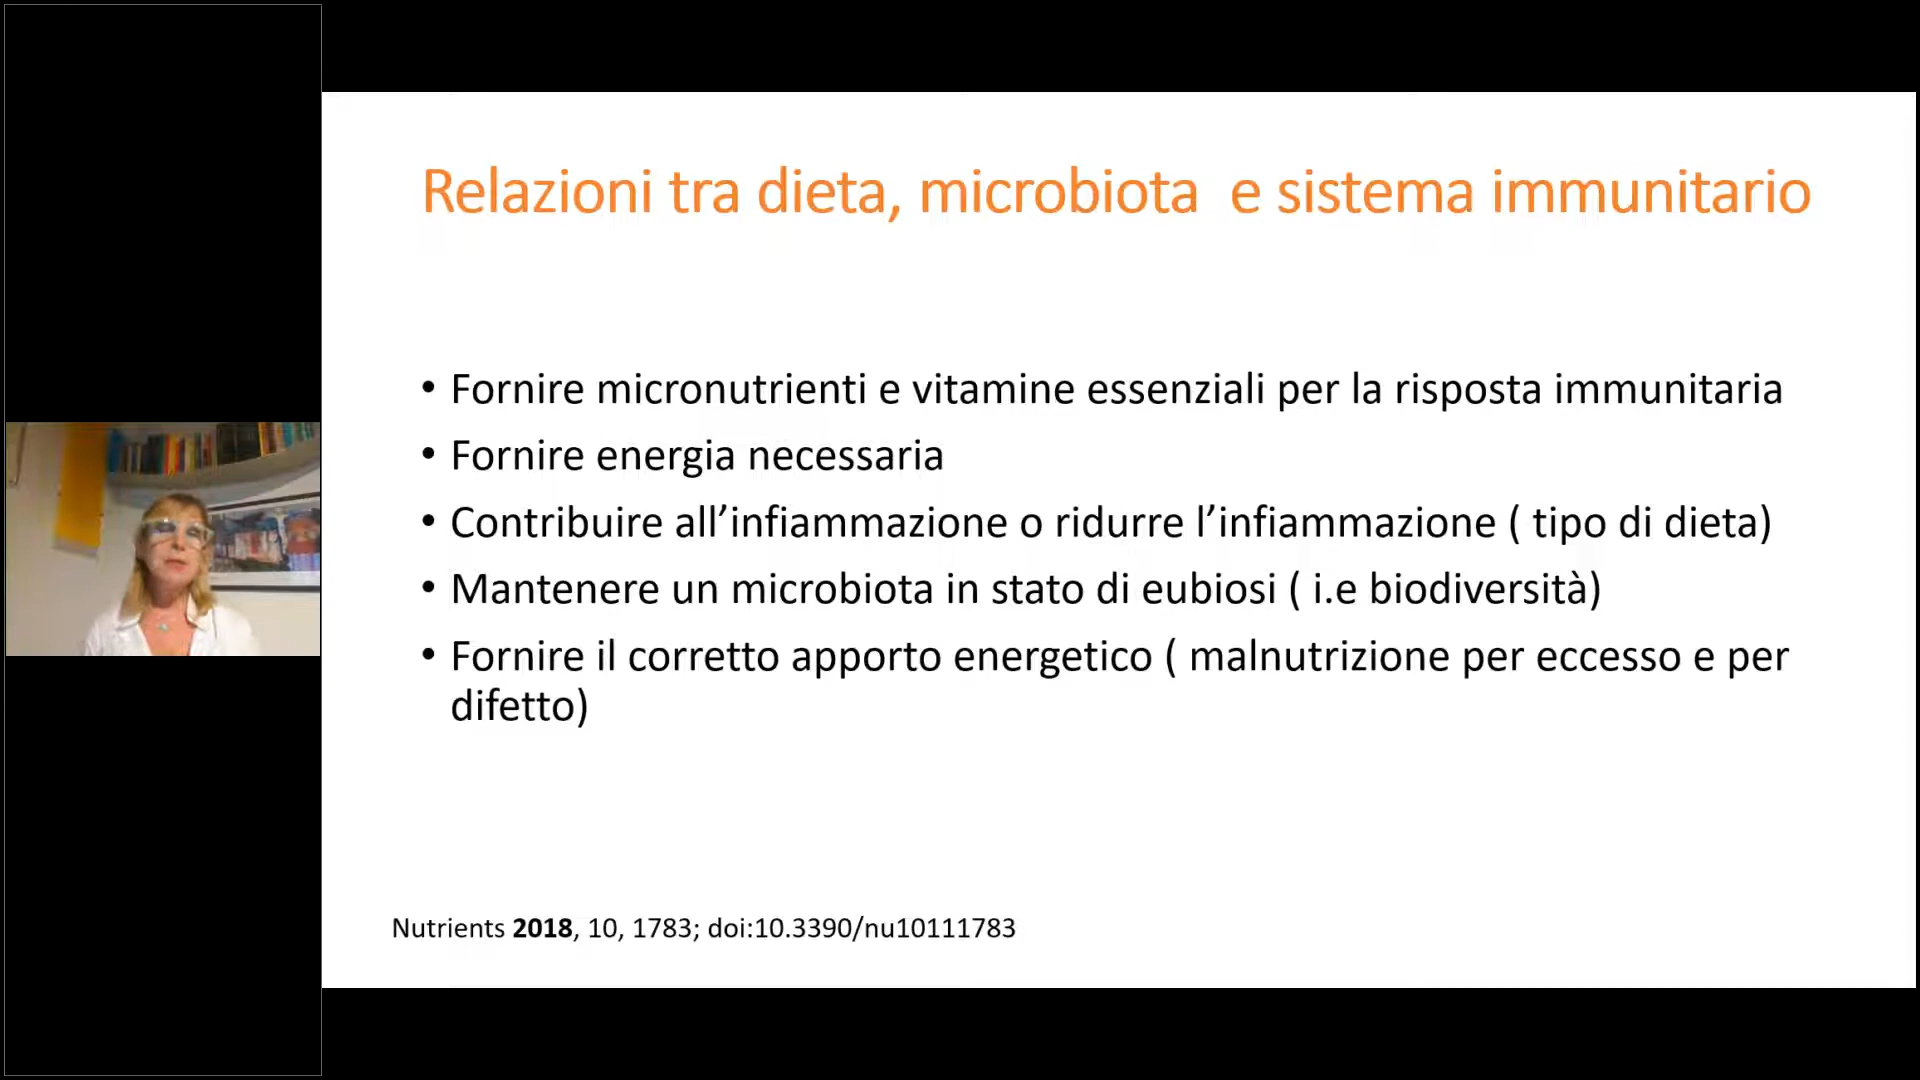 Relazioni tra dieta, microbiota  e sistema immunitario
• Fornire micronutrienti e vitamine essenziali per la risposta immunitaria
• Fornire energia necessaria
• Contribuire all’infiammazione o ridurre l’infiammazione ( tipo di dieta)
• Mantenere un microbiota in stato di eubiosi ( i.e biodiversità)
• Fornire il corretto apporto energetico ( malnutrizione per eccesso e per
difetto)
Nutrients 2018, 10, 1783; doi:10.3390/nu10111783